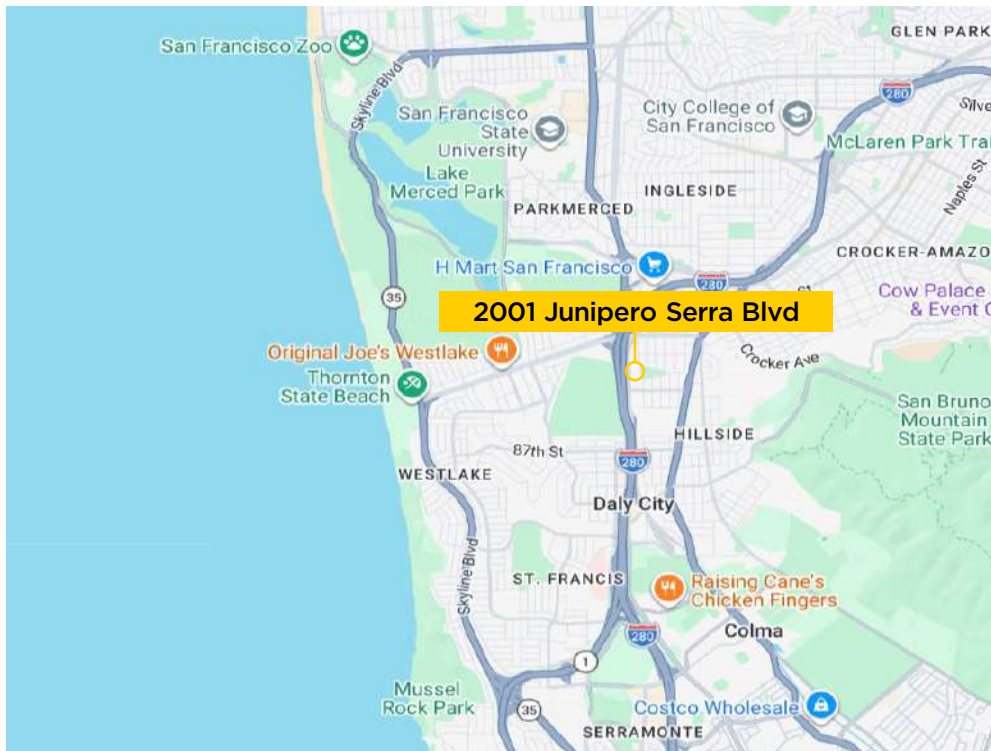 GLEN PARK
San Francisco Zoo
Skyline Blvd
280
San Francisco
State
University
City College of
San Francisco
McLaren Park Trai
Naples St
Lake
Merced Park
INGLESIDE
PARKMERCED
CROCKER-AMAZO
H Mart San Francisco
280
35
Cow Palace
& Event C
2001 Junipero Serra Blvd
Original Joe's Westlake
Crocker Ave
Thornton
State Beach
San Bruno
Mountain
State Park
HILLSIDE
87th St
280
WESTLAKE
Daly City
Skyline Blvd
ST. FRANCIS
Raising Cane's
Chicken Fingers
280
Colma
1
Mussel
Rock Park
35
Costco Wholesale
SERRAMONTE